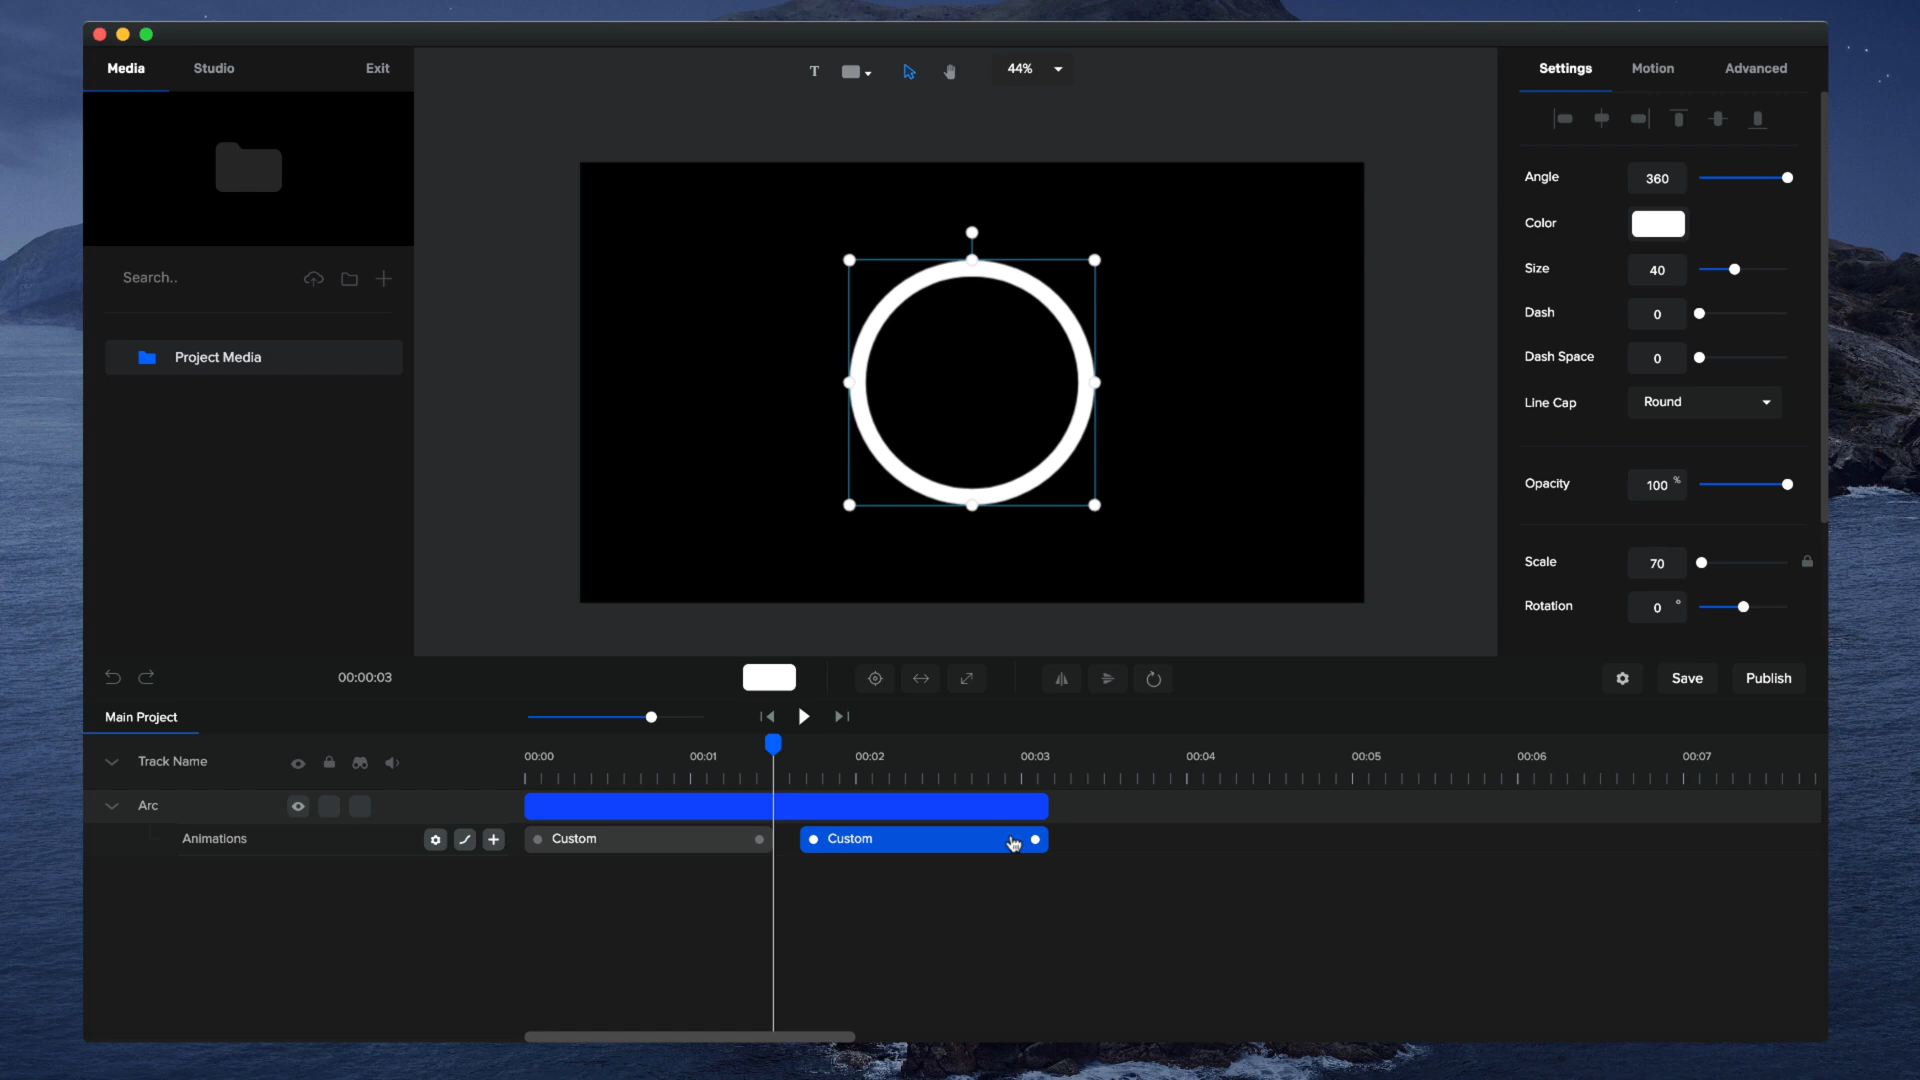 Media
Studio
Exit
T
44%
Settings
Motion
Advanced
Search..
Project Media
Angle
360
Color
Size
40
Dash
0
Dash Space
0
Line Cap
Round
Opacity
100 %
Scale
70
Rotation
0 °
00:00:03
Save
Publish
Main Project
Track Name
00:00
00:01
00:02
00:03
00:04
00:05
00:06
00:07
Arc
Animations
Custom
Custom